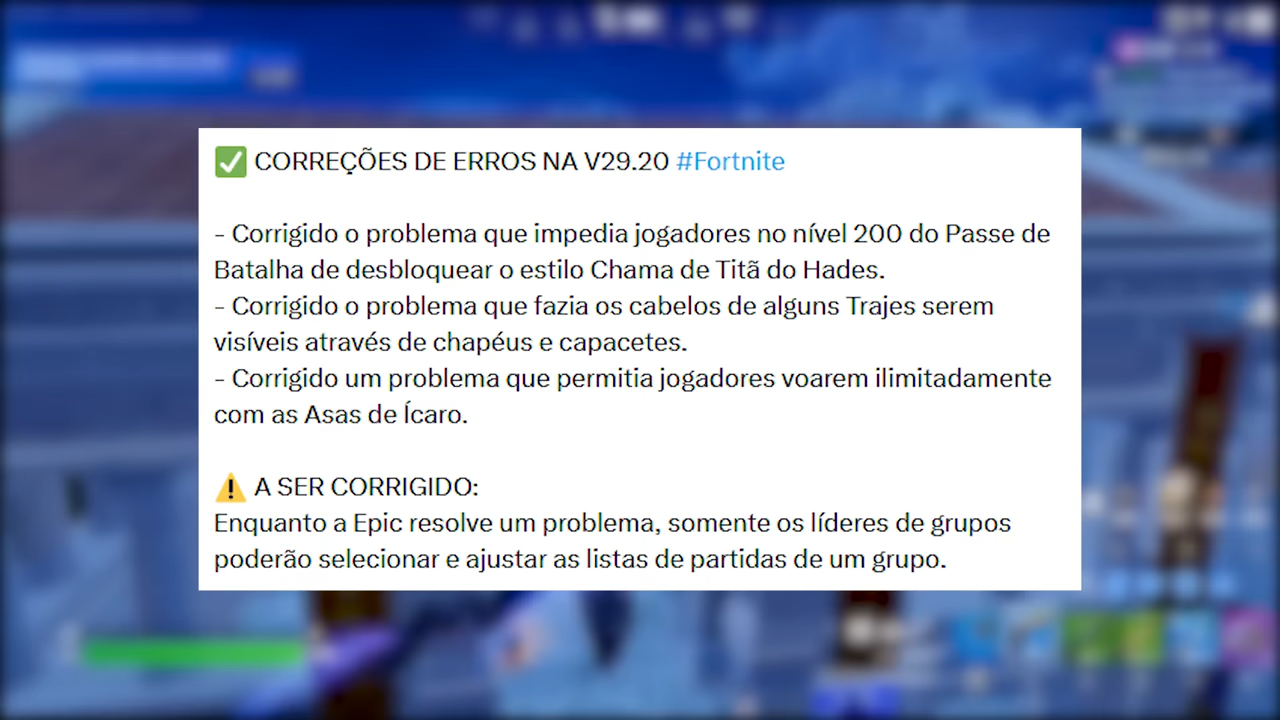 ✅ CORREÇÕES DE ERROS NA V29.20 #Fortnite
- Corrigido o problema que impedia jogadores no nível 200 do Passe de
Batalha de desbloquear o estilo Chama de Titã do Hades.
- Corrigido o problema que fazia os cabelos de alguns Trajes serem
visíveis através de chapéus e capacetes.
- Corrigido um problema que permitia jogadores voarem ilimitadamente
com as Asas de Ícaro.
⚠️ A SER CORRIGIDO:
Enquanto a Epic resolve um problema, somente os líderes de grupos
poderão selecionar e ajustar as listas de partidas de um grupo.